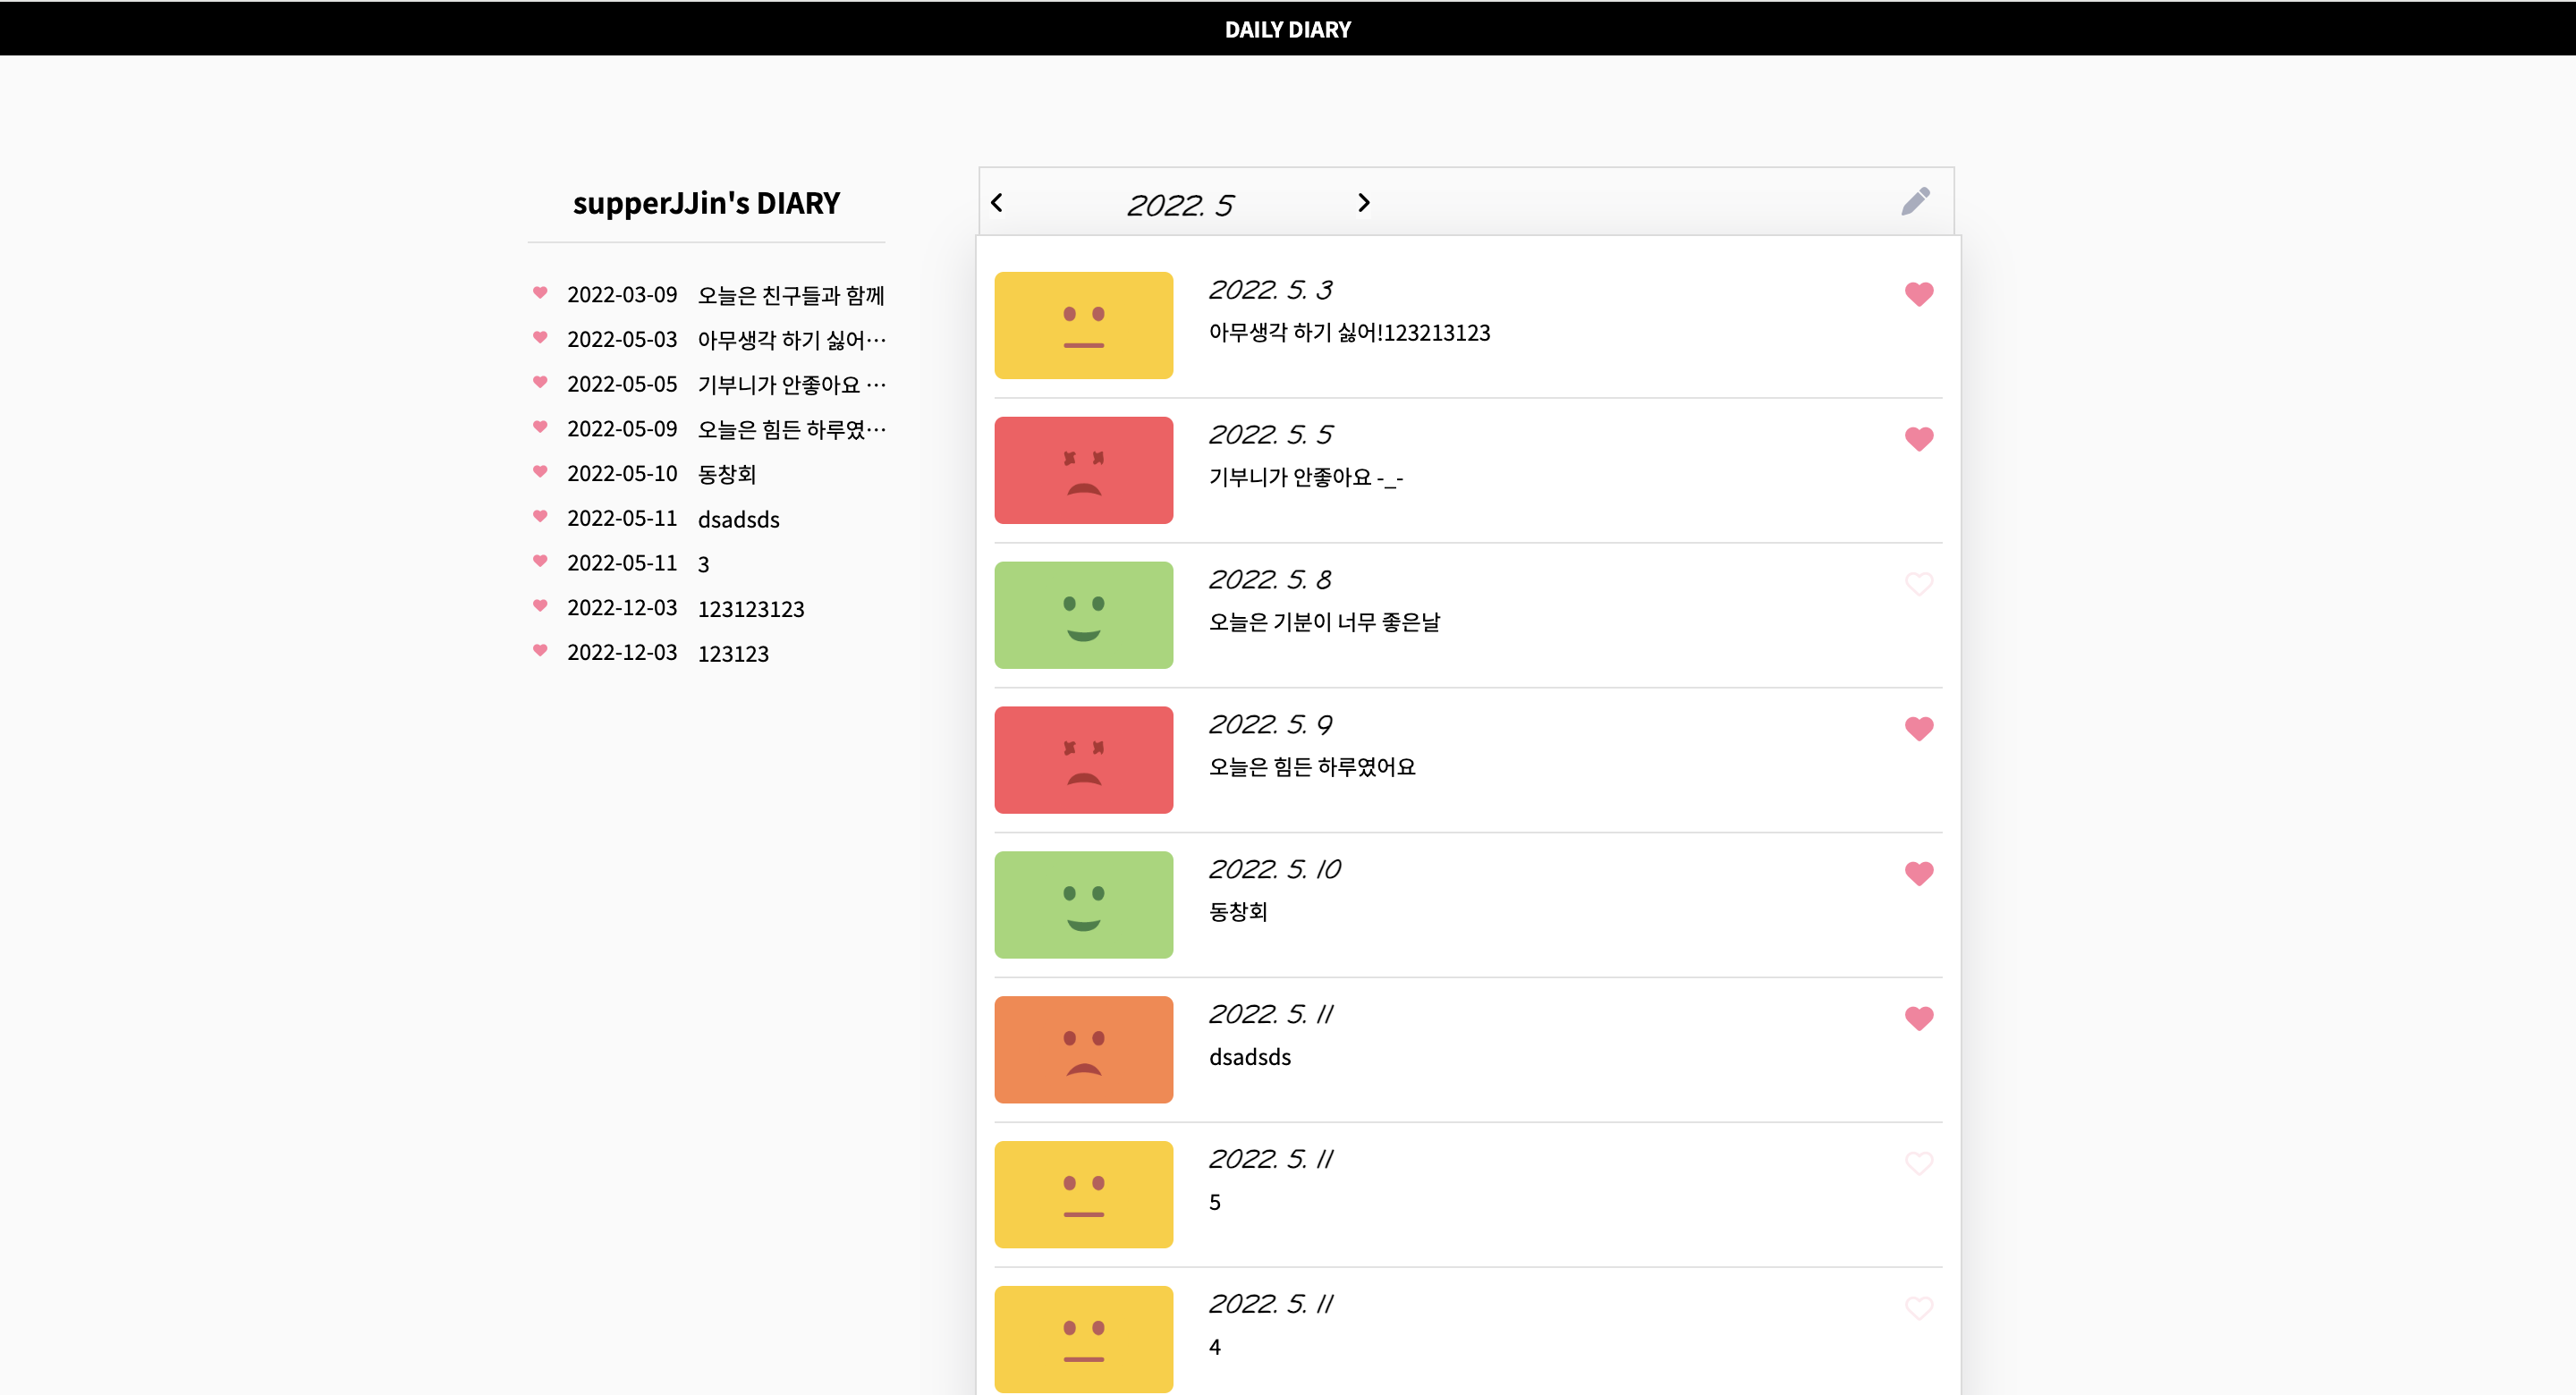 DAILY DIARY
supperJJin's DIARY
2022-03-09 오늘은 친구들과 함께
2022-05-03 아무생각 하기 싫어…
2022-05-05 기부니가 안좋아요 …
2022-05-09 오늘은 힘든 하루였…
2022-05-10 동창회
2022-05-11 dsadsds
2022-05-11 3
2022-12-03 123123123
2022-12-03 123123
2022. 5
2022. 5. 3
아무생각 하기 싫어!123213123
2022. 5. 5
기부니가 안좋아요 -_-
2022. 5. 8
오늘은 기분이 너무 좋은날
2022. 5. 9
오늘은 힘든 하루였어요
2022. 5. 10
동창회
2022. 5. 11
dsadsds
2022. 5. 11
5
2022. 5. 11
4